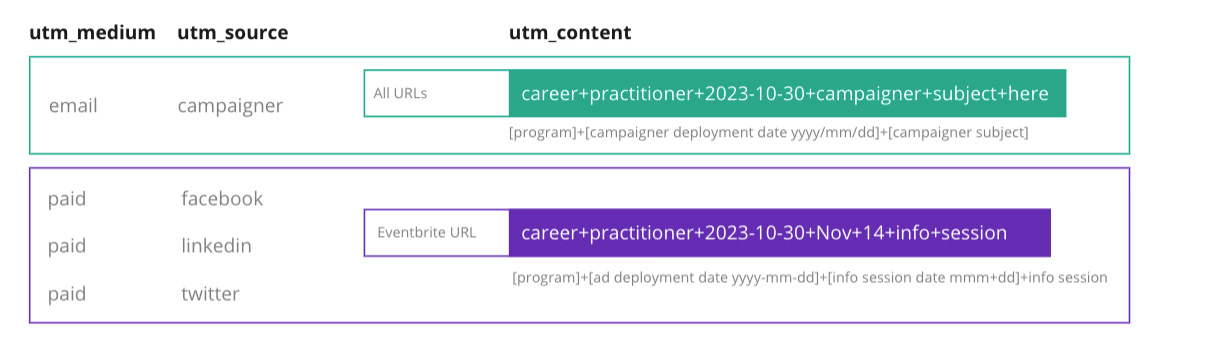 utm_medium utm_source utm_content
email campaigner All URLs career+practitioner+2023-10-30+campaigner+subject+here
[program]+[campaigner deployment date yyyy/mm/dd]+[campaigner subject]
paid facebook
paid linkedin Eventbrite URL career+practitioner+2023-10-30+Nov+14+info+session
[program]+[ad deployment date yyyy-mm-dd]+[info session date mmm+dd]+info session
paid twitter